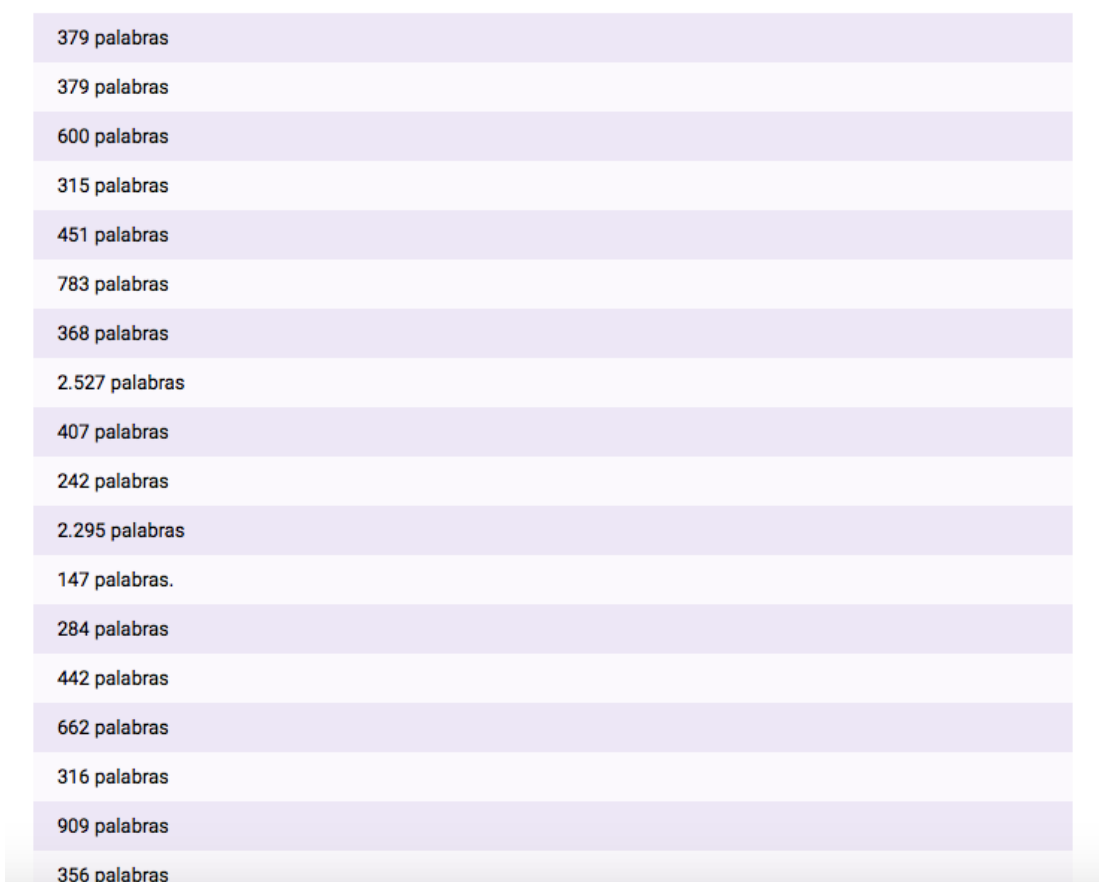 379 palabras
379 palabras
600 palabras
315 palabras
451 palabras
783 palabras
368 palabras
2.527 palabras
407 palabras
242 palabras
2.295 palabras
147 palabras.
284 palabras
442 palabras
662 palabras
316 palabras
909 palabras
356 palabras